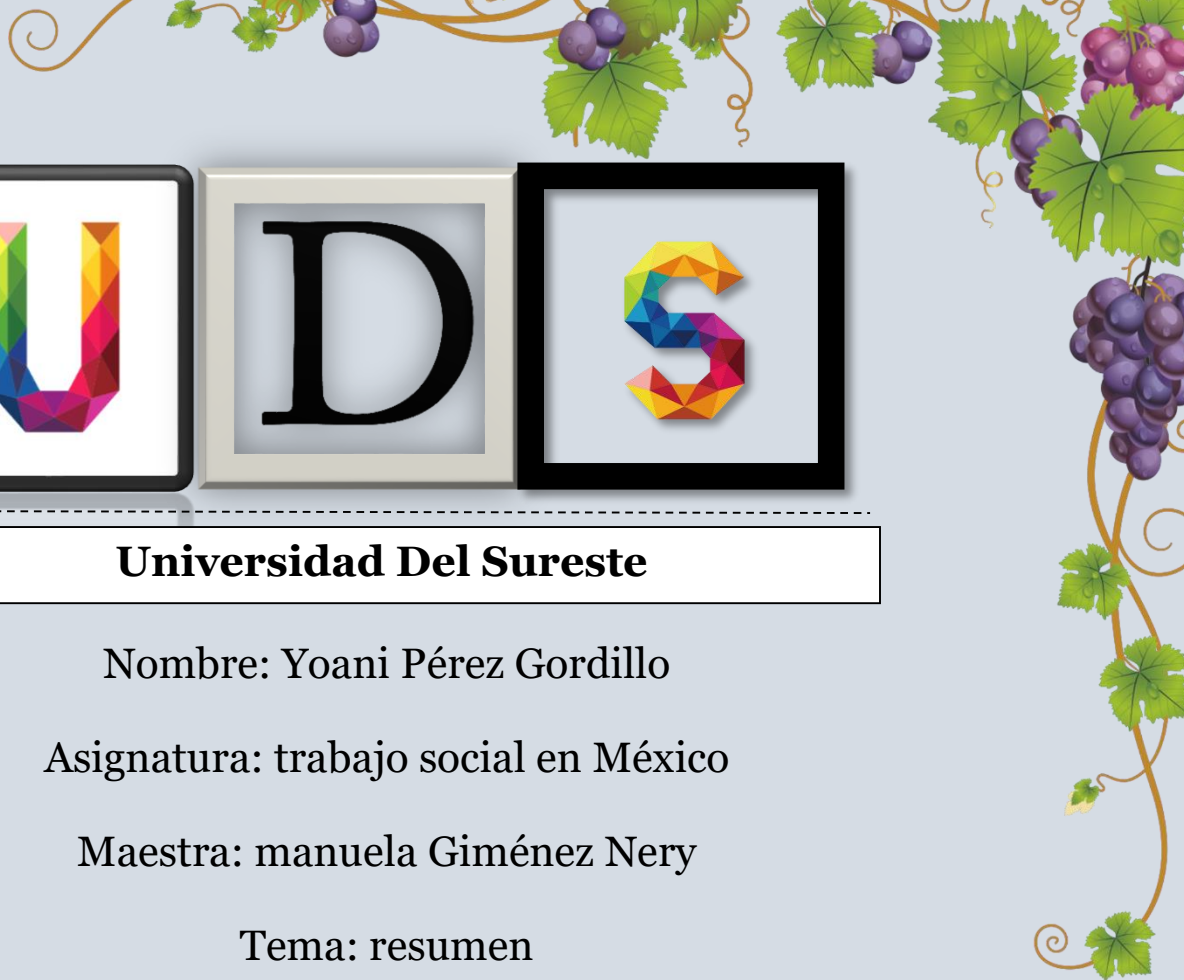 UDS
Universidad Del Sureste
Nombre: Yoani Pérez Gordillo
Asignatura: trabajo social en México
Maestra: manuela Giménez Nery
Tema: resumen